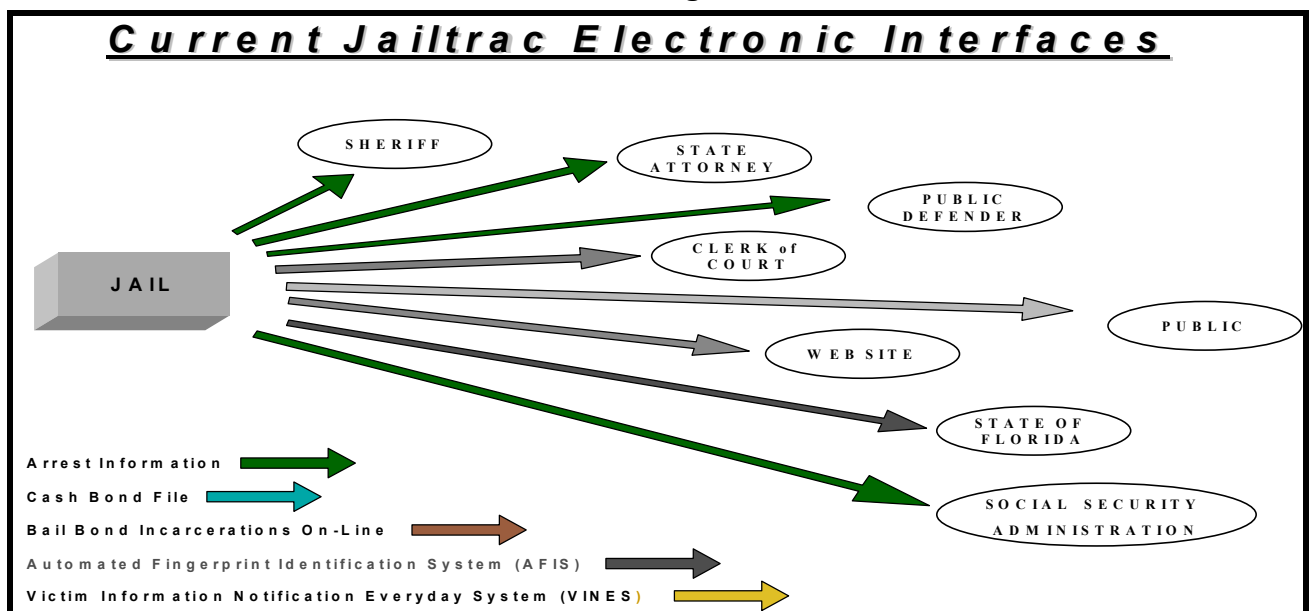 Current Jailtrac Electronic Interfaces
SHERIFF
STATE
ATTORNEY
PUBLIC
DEFENDER
CLERK of
COURT
JAIL
PUBLIC
WEB SITE
STATE OF
FLORIDA
SOCIAL SECURITY
ADMINISTRATION
Arrest Information
Cash Bond File
Bail Bond Incarcerations On-Line
Automated Fingerprint Identification System (AFIS)
Victim Information Notification Everyday System (VINES)